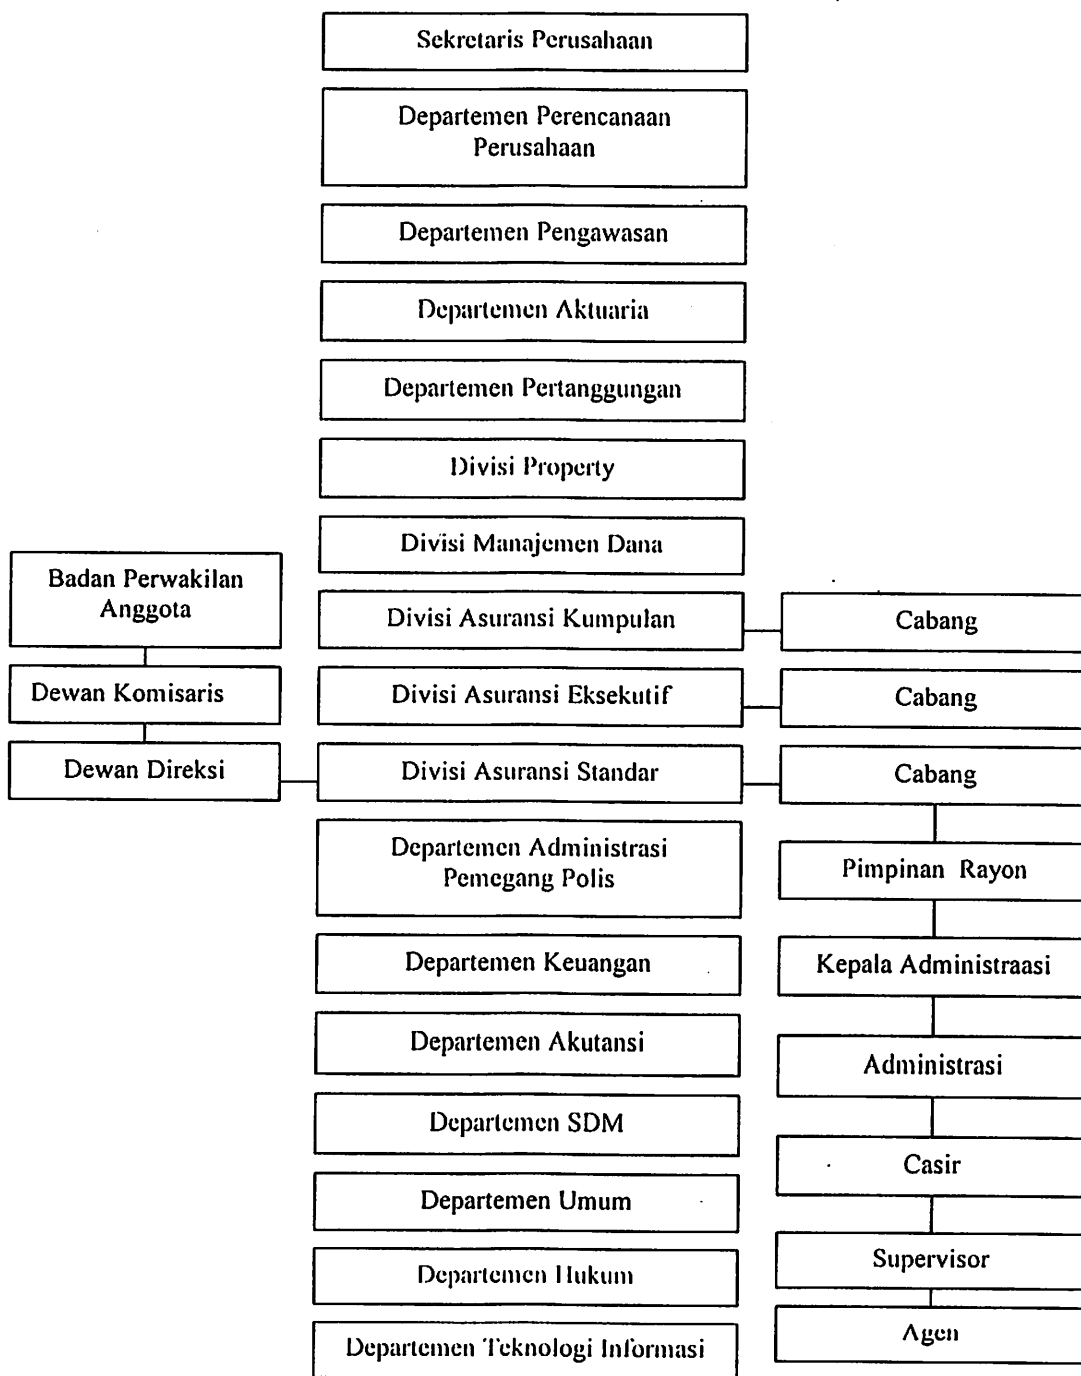 Sekretaris Perusahaan
Departemen Perencanaan
Perusahaan
Departemen Pengawasan
Departemen Aktuaria
Departemen Pertanggungan
Divisi Property
Divisi Manajemen Dana
Badan Perwakilan
Anggota
Divisi Asuransi Kumpulan
Cabang
Dewan Komisaris
Divisi Asuransi Eksekutif
Cabang
Dewan Direksi
Divisi Asuransi Standar
Cabang
Departemen Administrasi
Pemegang Polis
Pimpinan Rayon
Departemen Keuangan
Kepala Administraasi
Departemen Akutansi
Administrasi
Departemen SDM
Casir
Departemen Umum
Supervisor
Departemen Hukum
Agen
Departemen Teknologi Informasi